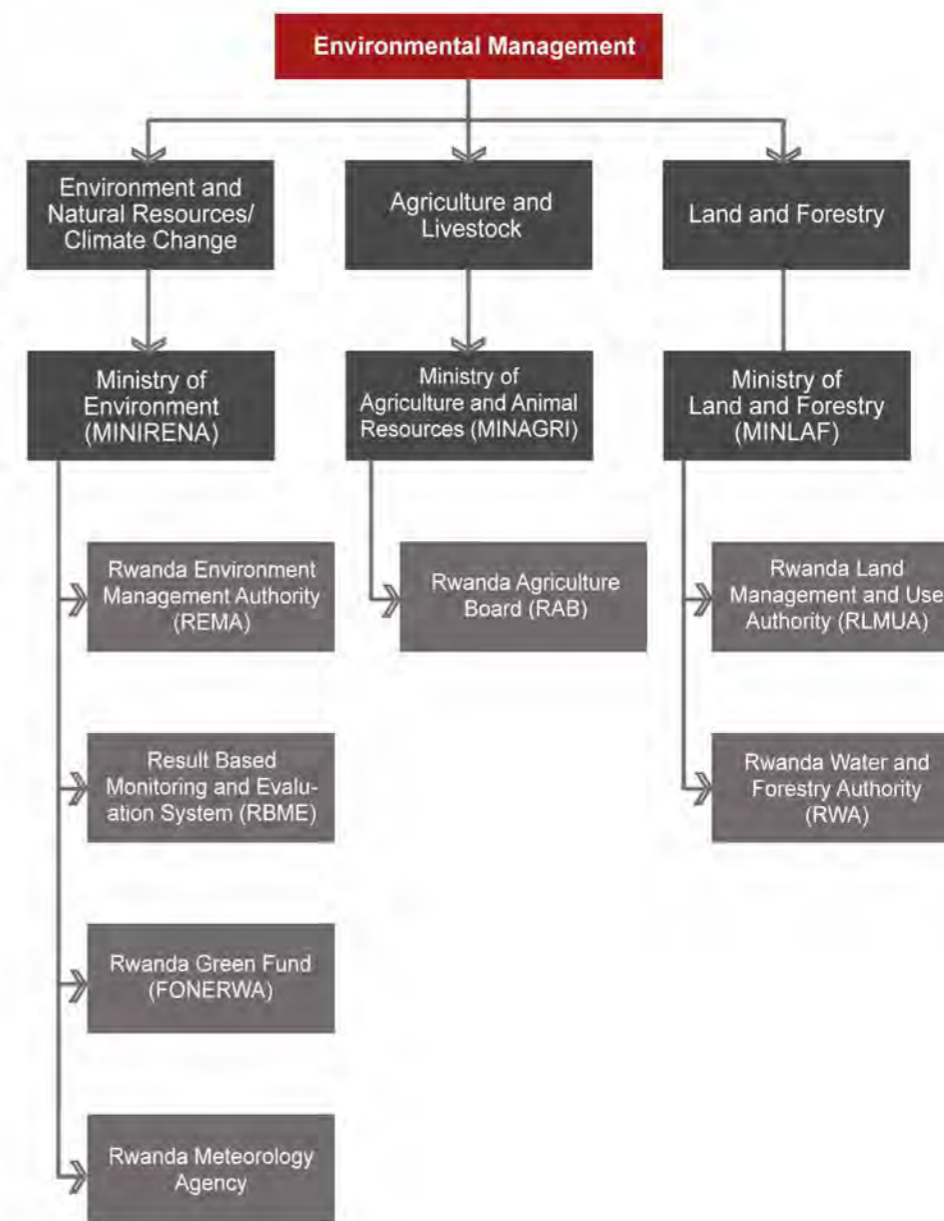 Environmental Management
Environment and
Natural Resources/
Climate Change
Agriculture and
Livestock
Land and Forestry
Ministry of
Environment
(MINIRENA)
Ministry of
Agriculture and Animal
Resources (MINAGRI)
Ministry of
Land and Forestry
(MINLAF)
Rwanda Environment
Management Authority
(REMA)
Rwanda Agriculture
Board (RAB)
Rwanda Land
Management and Use
Authority (RLMUA)
Result Based
Monitoring and Evalu-
ation System (RBME)
Rwanda Water and
Forestry Authority
(RWA)
Rwanda Green Fund
(FONERWA)
Rwanda Meteorology
Agency